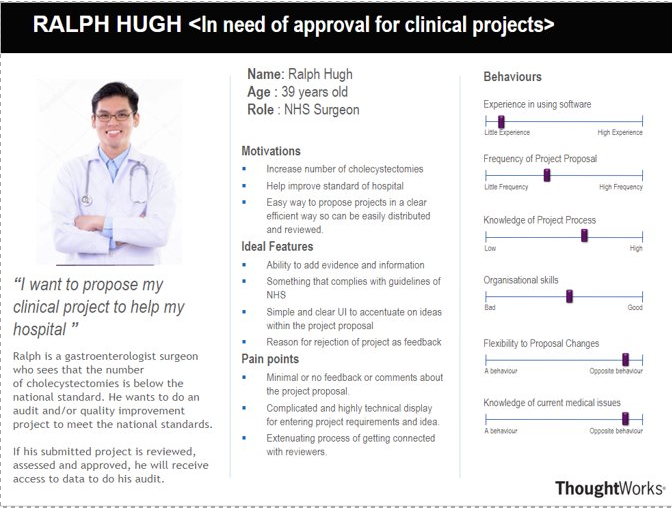 RALPH HUGH <In need of approval for clinical projects>
“I want to propose my
clinical project to help my
hospital ”
Ralph is a gastroenterologist surgeon
who sees that the number
of cholecystectomies is below the
national standard. He wants to do an
audit and/or quality improvement
project to meet the national standards.
If his submitted project is reviewed,
assessed and approved, he will receive
access to data to do his audit.
Name: Ralph Hugh
Age : 39 years old
Role : NHS Surgeon
Motivations
Increase number of cholecystectomies
Help improve standard of hospital
Easy way to propose projects in a clear
efficient way so can be easily distributed
and reviewed.
Ideal Features
Ability to add evidence and information
Something that complies with guidelines of
NHS
Simple and clear UI to accentuate on ideas
within the project proposal
Reason for rejection of project as feedback
Pain points
Minimal or no feedback or comments about
the project proposal.
Complicated and highly technical display
for entering project requirements and idea.
Extenuating process of getting connected
with reviewers.
Behaviours
Experience in using software
Little Experience High Experience
Frequency of Project Proposal
Little Frequency High Frequency
Knowledge of Project Process
Low High
Organisational skills
Bad Good
Flexibility to Proposal Changes
A behaviour Opposite behaviour
Knowledge of current medical issues
A behaviour Opposite behaviour
ThoughtWorks®